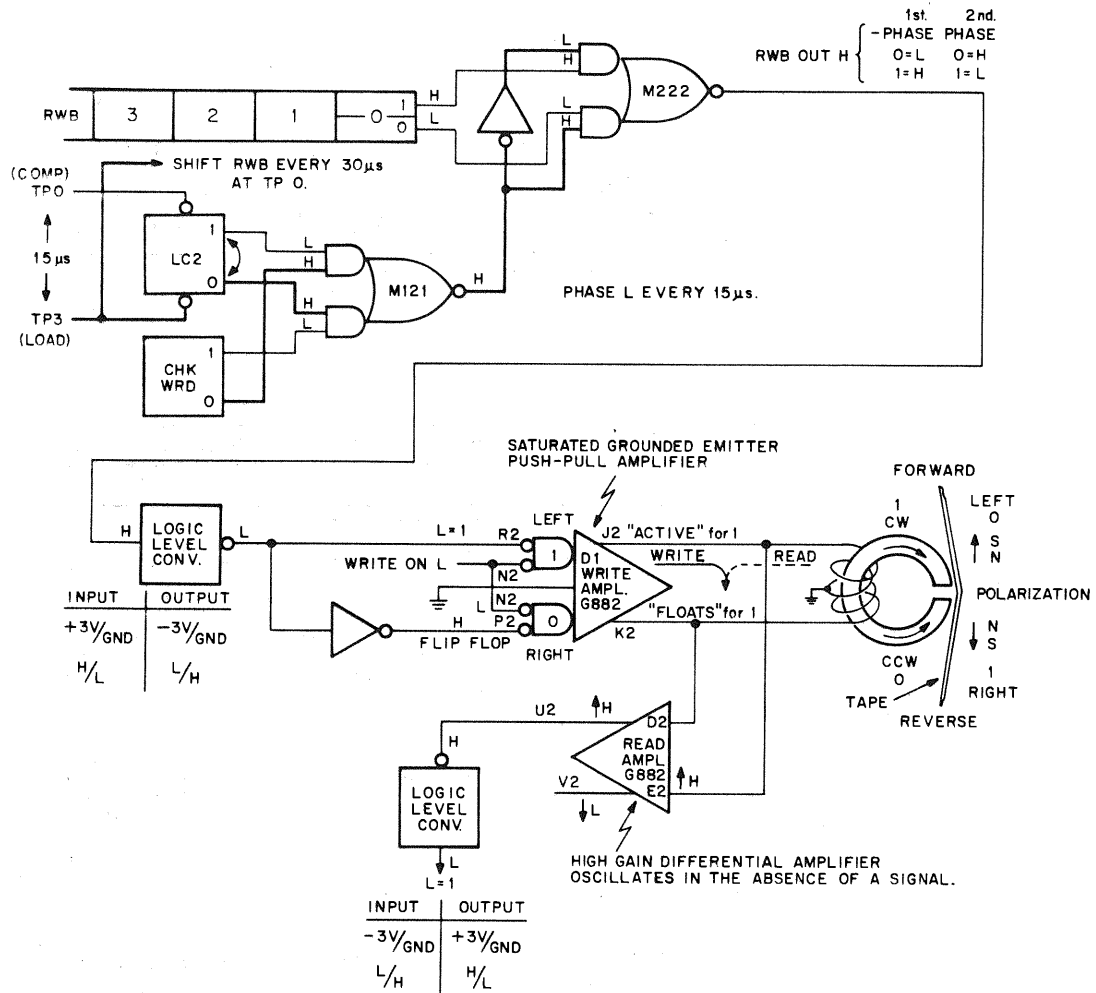 1st. 2nd.
-PHASE PHASE
RWB OUT H { 0=L 0=H
1=H 1=L
L
H
M222
RWB 3 2 1 0 1 0
H
L
L
H
SHIFT RWB EVERY 30µs
AT TP 0.
(COMP)
TP0
15µs
TP3
(LOAD)
1
LC2
0
L
H
M121
H
H
L
PHASE L EVERY 15µs.
1
CHK
WRD
0
SATURATED GROUNDED EMITTER
PUSH-PULL AMPLIFIER
H
LOGIC
LEVEL
CONV.
L
L=1
R2
LEFT
1
WRITE ON L
N2
N2
L
P2
0
RIGHT
H
FLIP FLOP
D1
WRITE
AMPL.
G882
J2 "ACTIVE" for 1
WRITE
READ
"FLOATS" for 1
K2
FORWARD
1
CW
LEFT
0
S
N
POLARIZATION
N
S
1
RIGHT
CCW
0
TAPE
REVERSE
INPUT OUTPUT
+3V/GND -3V/GND
H/L L/H
U2
H
D2
READ
AMPL
G882
E2
H
V2
L
H
LOGIC
LEVEL
CONV.
L
L=1
HIGH GAIN DIFFERENTIAL AMPLIFIER
OSCILLATES IN THE ABSENCE OF A SIGNAL.
INPUT OUTPUT
-3V/GND +3V/GND
L/H H/L